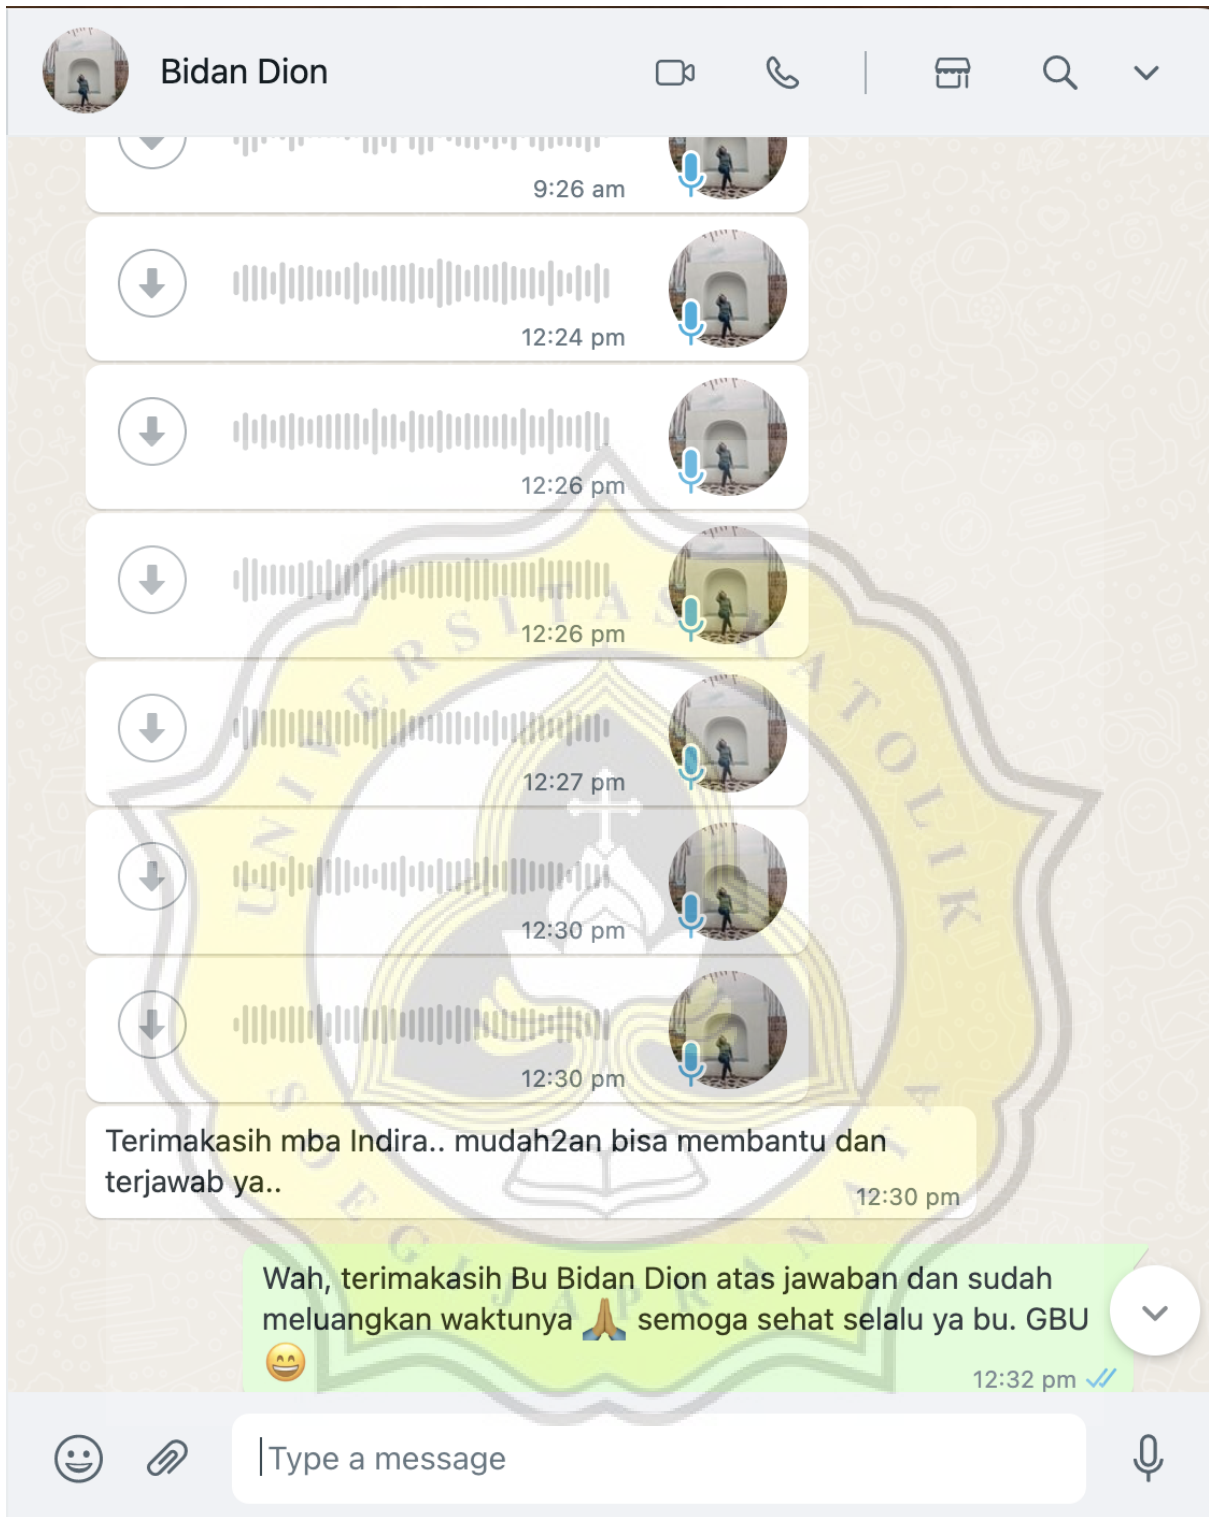 Bidan Dion
9:26 am
12:24 pm
12:26 pm
12:26 pm
12:27 pm
12:30 pm
12:30 pm
Terimakasih mba Indira.. mudah2an bisa membantu dan
terjawab ya..
12:30 pm
Wah, terimakasih Bu Bidan Dion atas jawaban dan sudah
meluangkan waktunya 🙏🏽 semoga sehat selalu ya bu. GBU
😄
12:32 pm
Type a message
UNIVERSITAS KATOLIK
SOEGIJAPRANATA